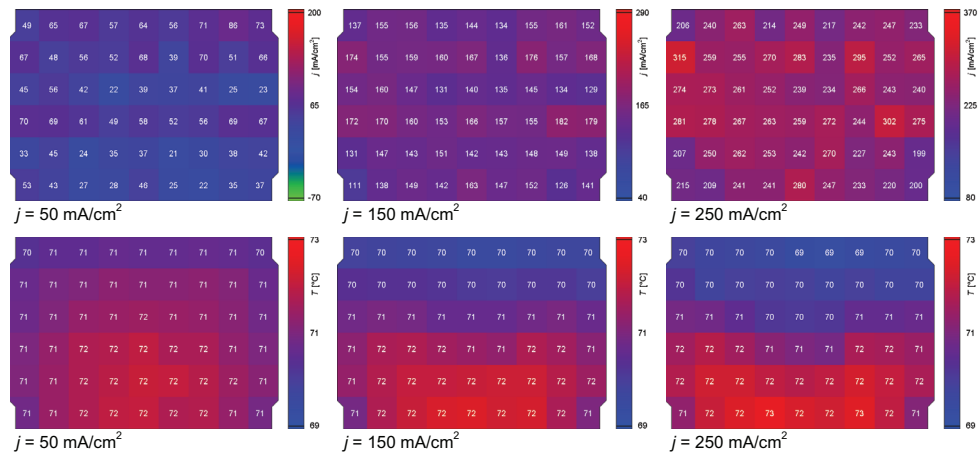 49 65 67 57 64 56 71 86 73
67 48 56 52 68 39 70 51 66
45 56 42 22 39 37 41 25 23
70 69 61 49 58 52 56 69 67
33 45 24 35 37 21 30 38 42
53 43 27 28 46 25 22 35 37
200
j [mA/cm²]
65
-70
j = 50 mA/cm²
137 145 151 145 149 144 155 161 152
174 155 159 160 167 136 176 157 168
154 160 147 131 140 135 145 134 129
172 160 153 166 147 144 155 182 179
131 147 143 151 142 141 149 148 138
111 138 149 142 163 147 152 126 141
290
j [mA/cm²]
165
40
j = 150 mA/cm²
206 240 263 214 249 217 242 247 233
315 259 255 270 283 235 295 252 265
274 273 261 252 239 234 266 243 240
281 278 267 263 259 272 244 302 275
207 250 262 253 242 270 227 243 199
215 209 241 241 280 247 233 220 200
370
j [mA/cm²]
225
80
j = 250 mA/cm²
70 71 71 71 71 71 71 71 70
71 71 71 71 71 71 71 71 71
71 71 71 71 72 71 71 71 71
71 71 72 72 72 72 72 71 71
71 71 72 72 72 72 72 72 71
71 71 72 72 72 72 72 71 71
73
T [°C]
71
69
j = 50 mA/cm²
70 70 70 70 70 70 70 70 70
70 70 70 70 70 70 70 70 70
71 71 71 71 71 71 71 71 71
71 72 72 72 71 71 72 72 71
72 72 72 72 72 72 72 72 72
71 72 72 72 72 72 72 72 71
73
T [°C]
71
69
j = 150 mA/cm²
70 70 70 70 69 69 69 70 70
70 70 70 70 70 70 70 70 70
71 71 71 70 70 70 71 71 71
72 72 72 71 71 71 72 72 72
72 72 72 72 72 72 72 72 72
71 72 72 73 72 72 73 72 71
73
T [°C]
71
69
j = 250 mA/cm²